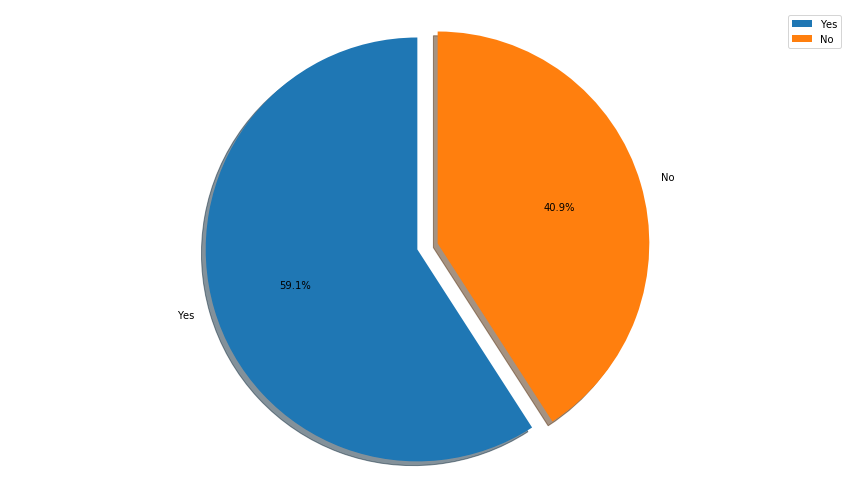 Yes
No
No
40.9%
59.1%
Yes